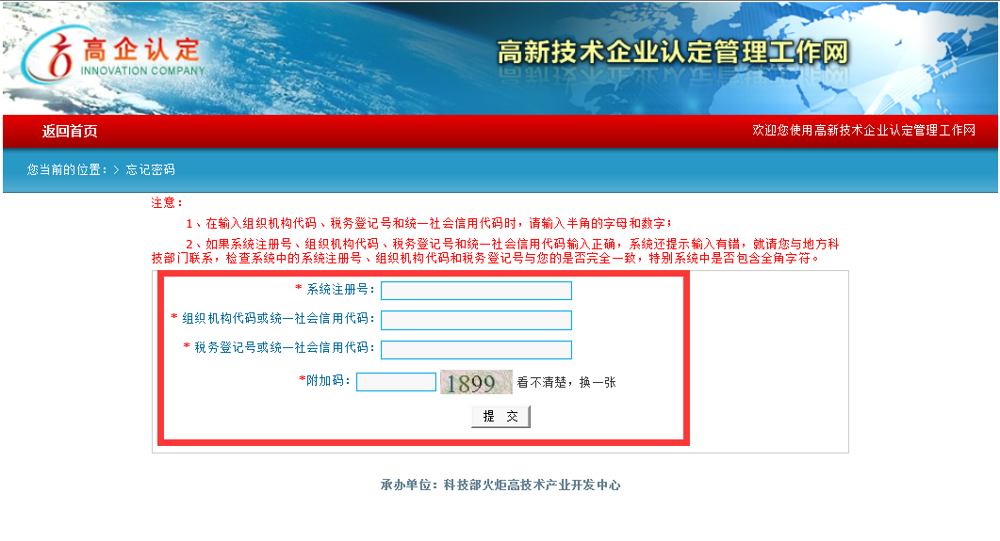 高企认定
INNOVATION COMPANY
高新技术企业认定管理工作网
返回首页
欢迎您使用高新技术企业认定管理工作网
您当前的位置：> 忘记密码
注意：
1、在输入组织机构代码、税务登记号和统一社会信用代码时，请输入半角的字母和数字；
2、如果系统注册号、组织机构代码、税务登记号和统一社会信用代码输入正确，系统还提示输入有错，就请您与地方科
技部门联系，检查系统中的系统注册号、组织机构代码和税务登记号与您的是否完全一致，特别系统中是否包含全角字符。
* 系统注册号：
* 组织机构代码或统一社会信用代码：
* 税务登记号或统一社会信用代码：
*附加码： 1899 看不清楚，换一张
提 交
承办单位：科技部火炬高技术产业开发中心